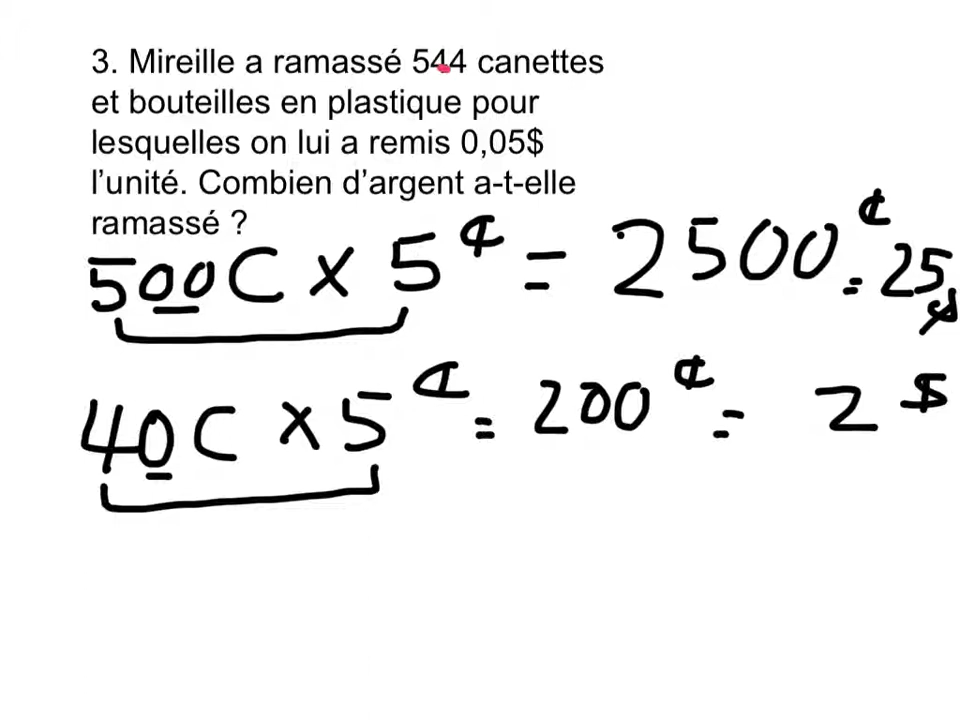 3. Mireille a ramassé 544 canettes
et bouteilles en plastique pour
lesquelles on lui a remis 0,05$
l’unité. Combien d’argent a-t-elle
ramassé ?
500C x 5¢ = 2500¢ = 25$
40C x 5¢ = 200¢ = 2$